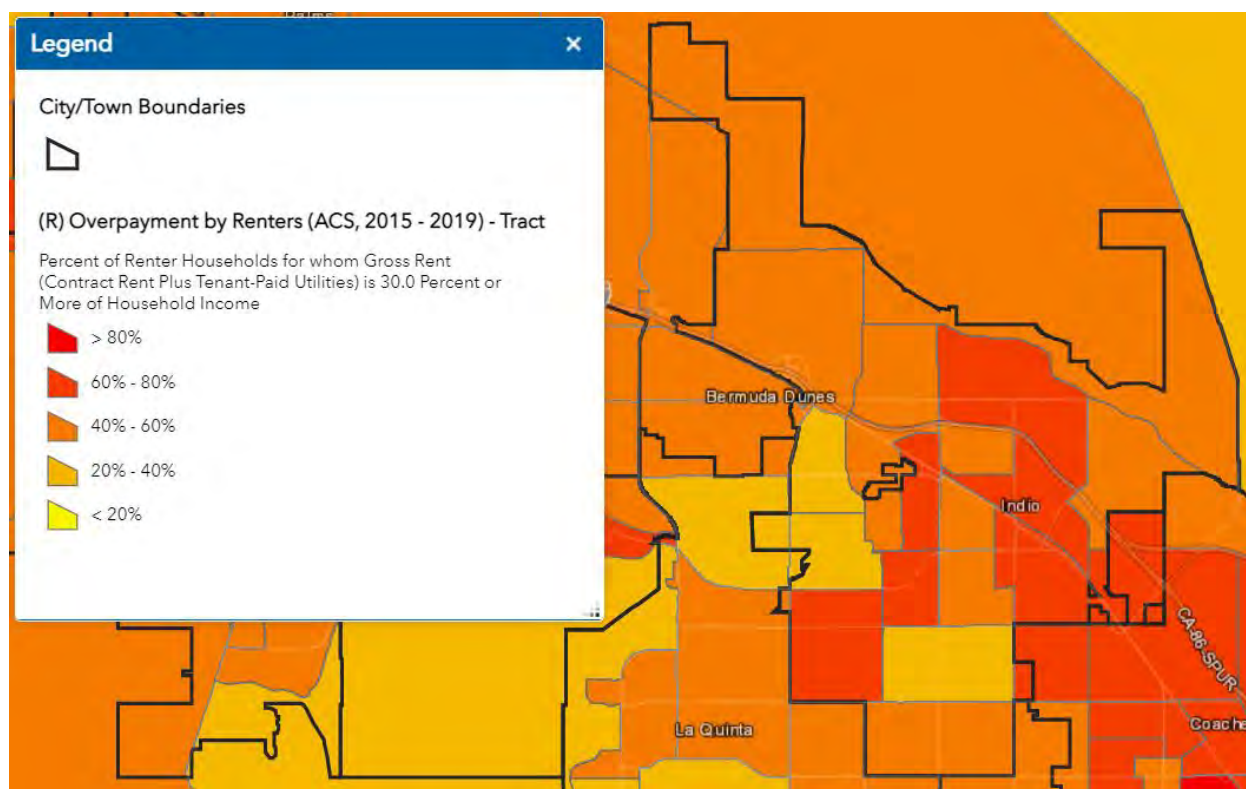 Legend
City/Town Boundaries
(R) Overpayment by Renters (ACS, 2015 - 2019) - Tract
Percent of Renter Households for whom Gross Rent
(Contract Rent Plus Tenant-Paid Utilities) is 30.0 Percent or
More of Household Income
> 80%
60% - 80%
40% - 60%
20% - 40%
< 20%
Bermuda Dunes
Indio
CA-86-SPUR
La Quinta
Coache